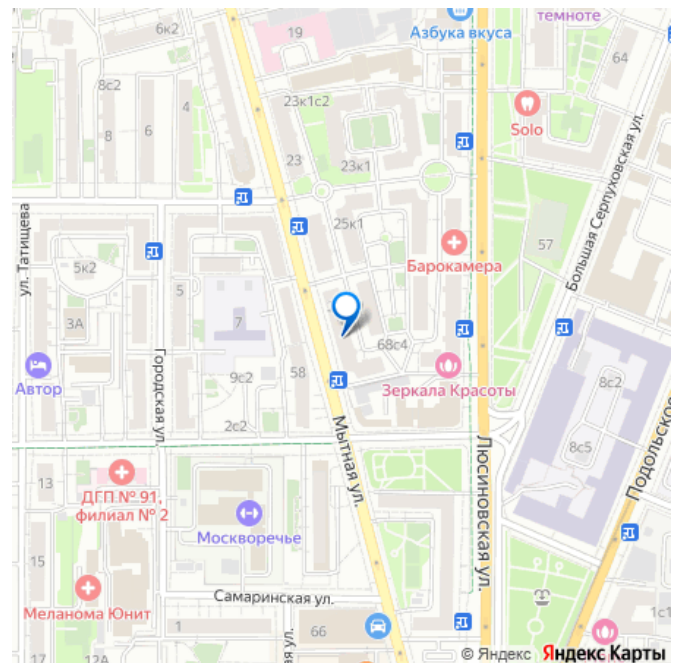 6к2
19
Азбука вкуса
темноте
64
8с2
8
6
4
23к1с2
Solo
23
23к1
Большая Серпуховская ул.
ул. Татищева
25к1
57
5к2
5
Барокамера
3А
7
68с4
Автор
Городская ул.
9с2
58
Зеркала Красоты
8с2
2с2
Мытная ул.
Люсиновская ул.
8с5
Подольское
13
ДГП № 91,
филиал № 2
Москворечье
15
Меланома Юнит
Самаринская ул.
1
66
1с1
17
12А
© Яндекс Яндекс Карты